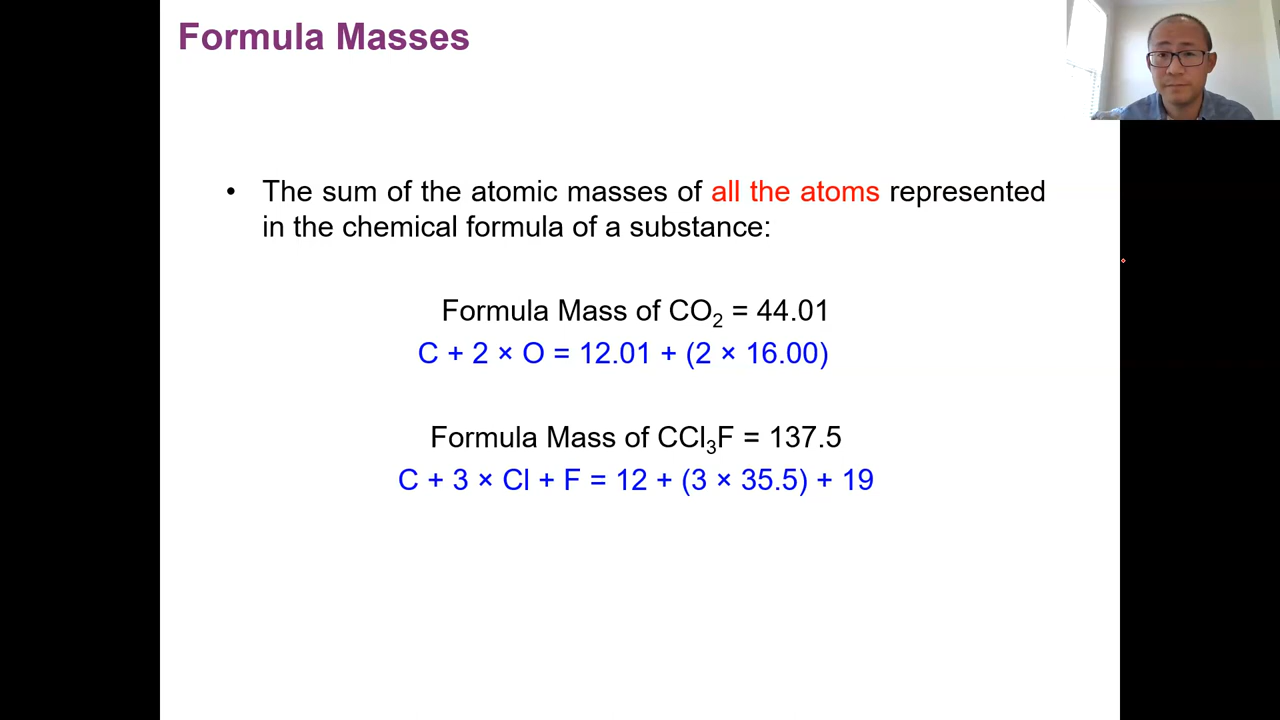 Formula Masses
• The sum of the atomic masses of all the atoms represented
in the chemical formula of a substance:
Formula Mass of CO₂ = 44.01
C + 2 × O = 12.01 + (2 × 16.00)
Formula Mass of CCl₃F = 137.5
C + 3 × Cl + F = 12 + (3 × 35.5) + 19